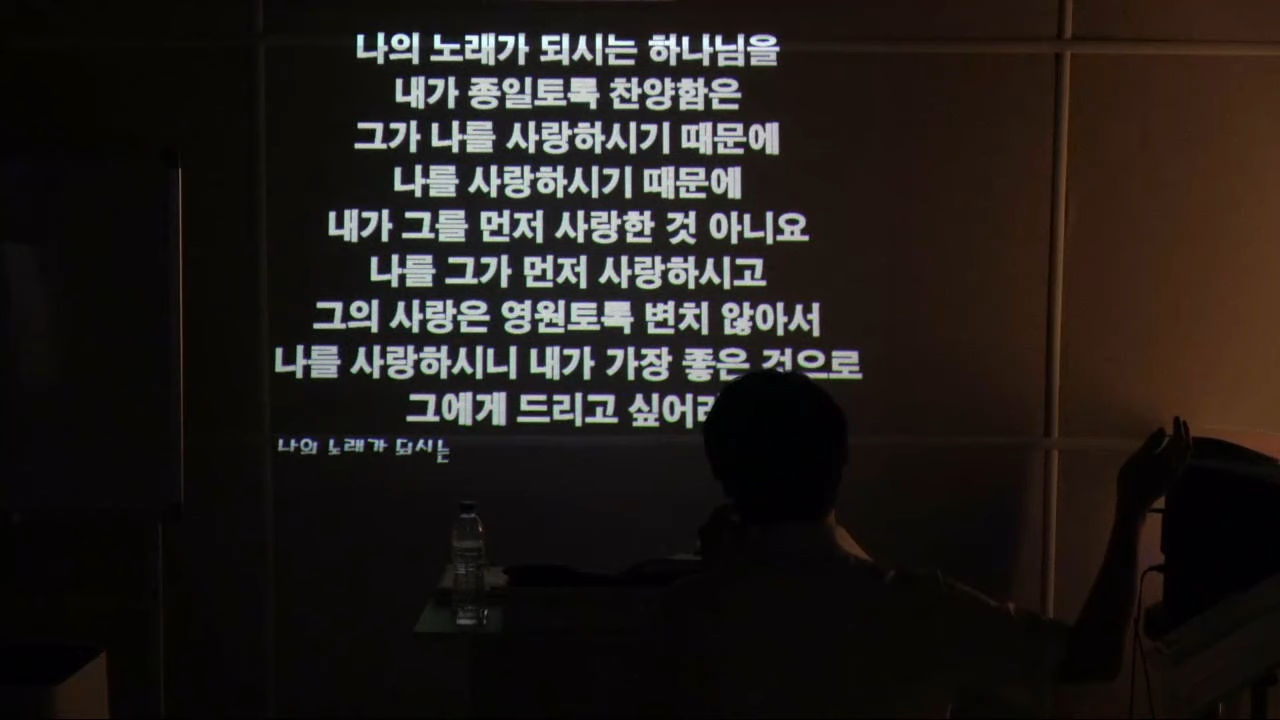 나의 노래가 되시는 하나님을
내가 종일토록 찬양함은
그가 나를 사랑하시기 때문에
나를 사랑하시기 때문에
내가 그를 먼저 사랑한 것 아니요
나를 그가 먼저 사랑하시고
그의 사랑은 영원토록 변치 않아서
나를 사랑하시니 내가 가장 좋은 것으로
그에게 드리고
나의 노래가 되시는